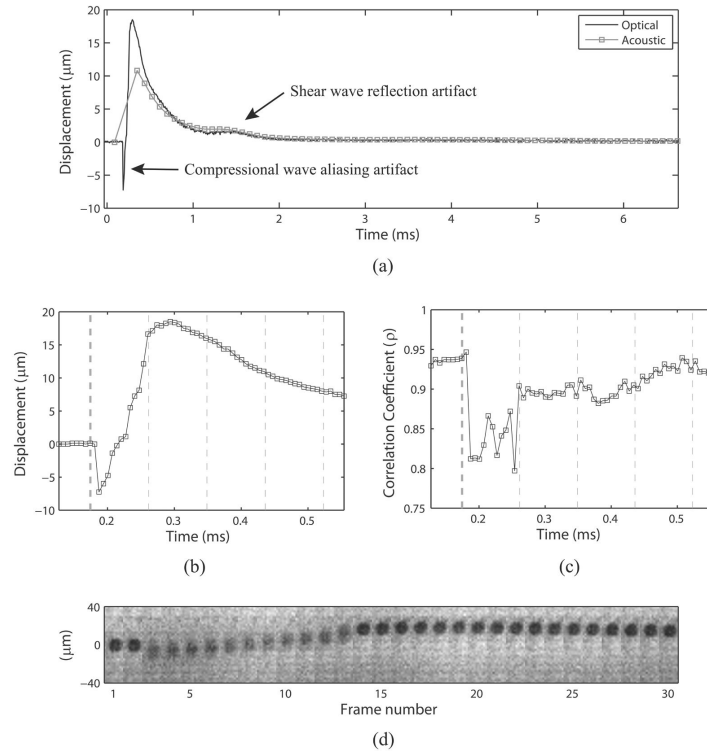 20
15
10
5
0
−5
−10
Displacement (μm)
Optical
Acoustic
Shear wave reflection artifact
Compressional wave aliasing artifact
0 1 2 3 4 5 6
Time (ms)
(a)
20
15
10
5
0
−5
−10
Displacement (μm)
0.2 0.3 0.4 0.5
Time (ms)
(b)
1
0.95
0.9
0.85
0.8
0.75
Correlation Coefficient (ρ)
0.2 0.3 0.4 0.5
Time (ms)
(c)
40
0
−40
(μm)
1 5 10 15 20 25 30
Frame number
(d)